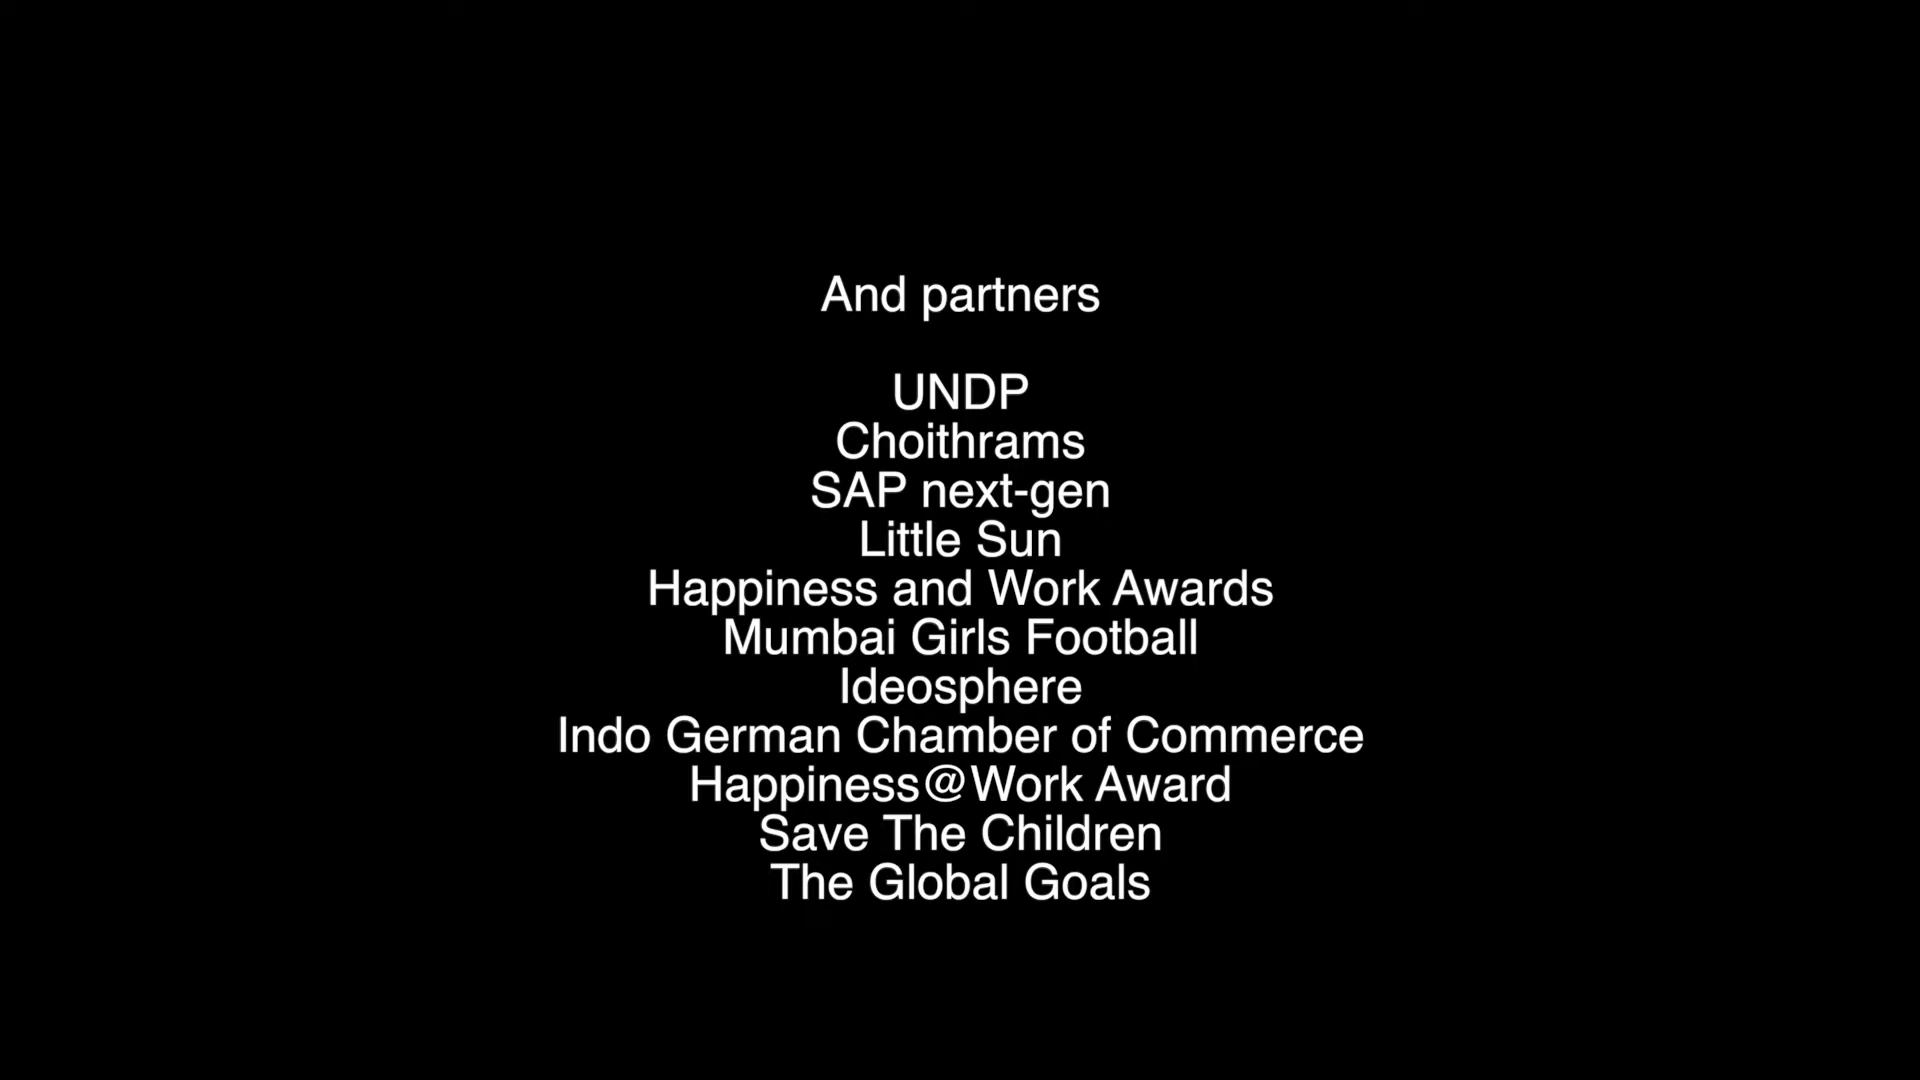 And partners
UNDP
Choithrams
SAP next-gen
Little Sun
Happiness and Work Awards
Mumbai Girls Football
Ideosphere
Indo German Chamber of Commerce
Happiness@Work Award
Save The Children
The Global Goals